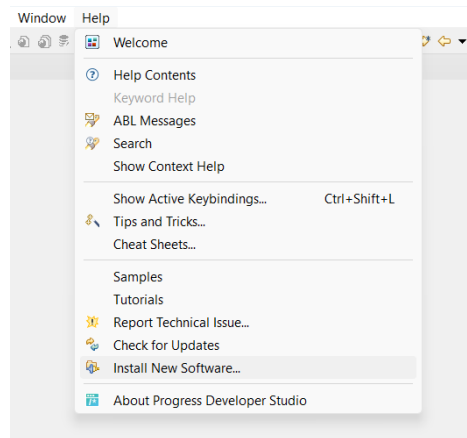 Window Help
Welcome
Help Contents
Keyword Help
ABL Messages
Search
Show Context Help
Show Active Keybindings... Ctrl+Shift+L
Tips and Tricks...
Cheat Sheets...
Samples
Tutorials
Report Technical Issue...
Check for Updates
Install New Software...
About Progress Developer Studio